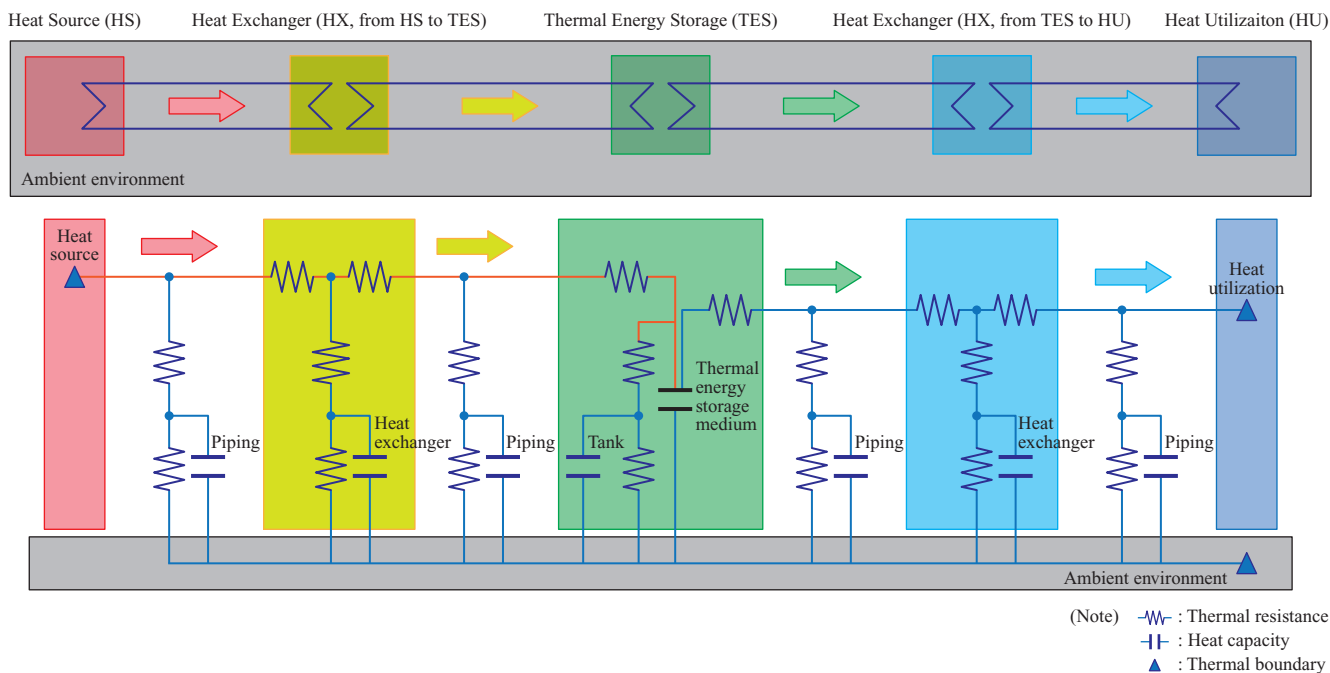 Heat Source (HS)
Heat Exchanger (HX, from HS to TES)
Thermal Energy Storage (TES)
Heat Exchanger (HX, from TES to HU)
Heat Utilizaiton (HU)
Ambient environment
Heat
source
Heat
utilization
Thermal
energy
storage
medium
Piping
Heat
exchanger
Piping
Tank
Piping
Heat
exchanger
Piping
Ambient environment
(Note)
: Thermal resistance
: Heat capacity
: Thermal boundary